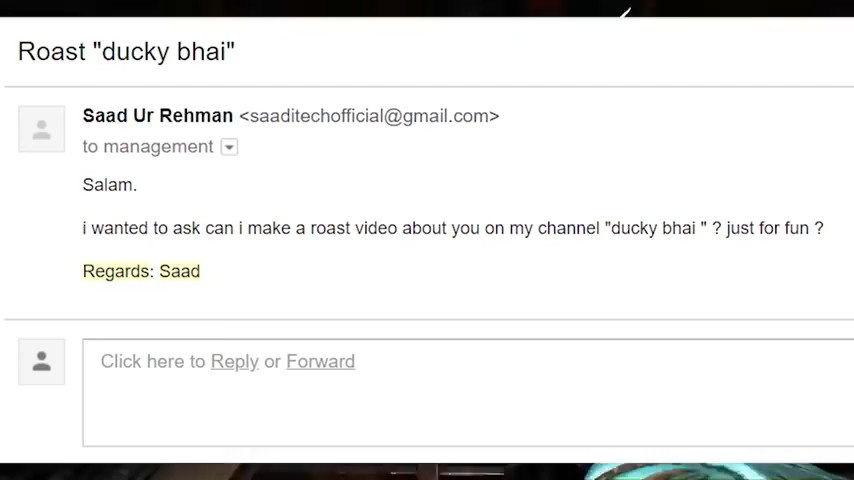 Roast "ducky bhai"
Saad Ur Rehman <saaditechofficial@gmail.com>
to management
Salam.
i wanted to ask can i make a roast video about you on my channel "ducky bhai " ? just for fun ?
Regards: Saad
Click here to Reply or Forward